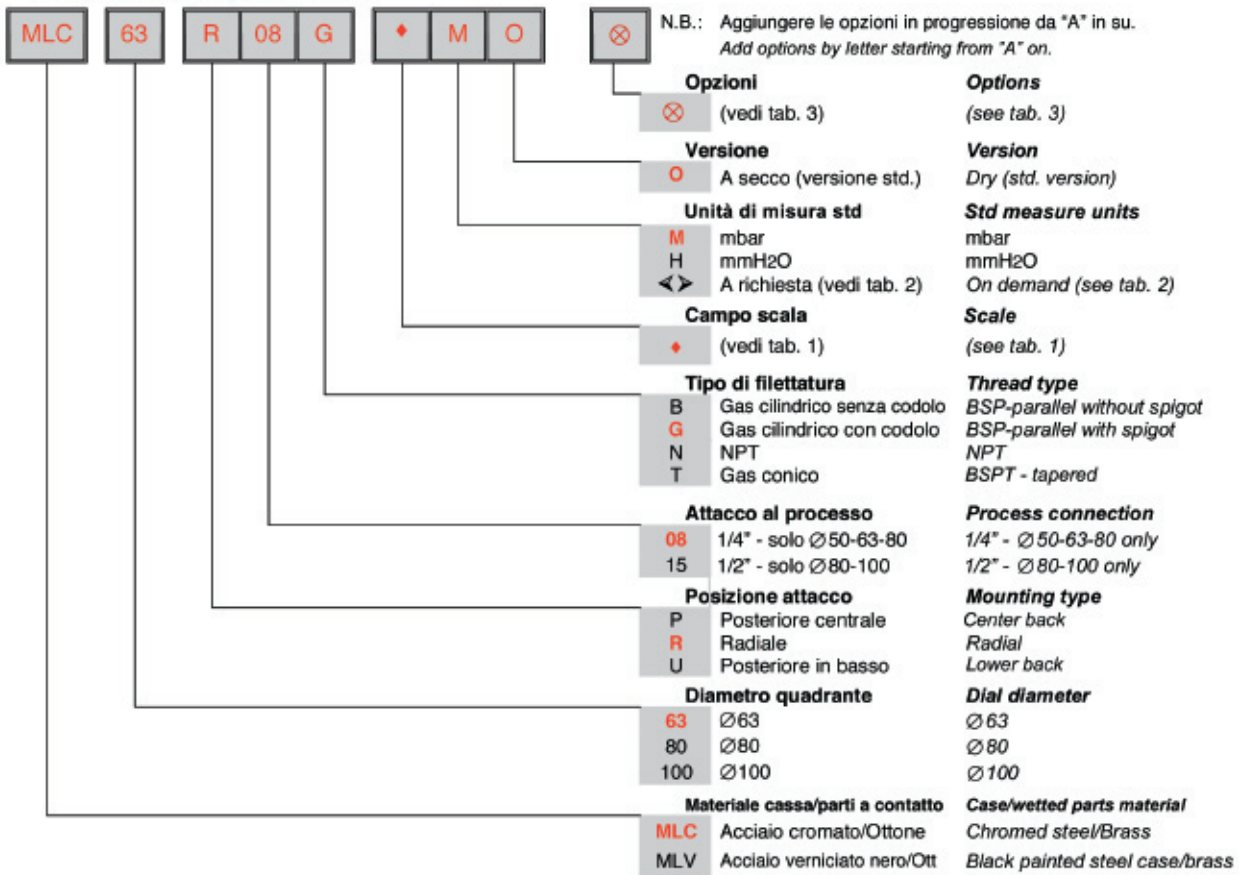 MLC 63 R 08 G ♦ M O ⊗ N.B.: Aggiungere le opzioni in progressione da "A" in su.
Add options by letter starting from "A" on.
Opzioni Options
⊗ (vedi tab. 3) (see tab. 3)
Versione Version
O A secco (versione std.) Dry (std. version)
Unità di misura std Std measure units
M mbar mbar
H mmH2O mmH2O
⮜⮞ A richiesta (vedi tab. 2) On demand (see tab. 2)
Campo scala Scale
♦ (vedi tab. 1) (see tab. 1)
Tipo di filettatura Thread type
B Gas cilindrico senza codolo BSP-parallel without spigot
G Gas cilindrico con codolo BSP-parallel with spigot
N NPT NPT
T Gas conico BSPT - tapered
Attacco al processo Process connection
08 1/4" - solo ∅50-63-80 1/4" - ∅50-63-80 only
15 1/2" - solo ∅80-100 1/2" - ∅80-100 only
Posizione attacco Mounting type
P Posteriore centrale Center back
R Radiale Radial
U Posteriore in basso Lower back
Diametro quadrante Dial diameter
63 ∅63 ∅63
80 ∅80 ∅80
100 ∅100 ∅100
Materiale cassa/parti a contatto Case/wetted parts material
MLC Acciaio cromato/Ottone Chromed steel/Brass
MLV Acciaio verniciato nero/Ott Black painted steel case/brass